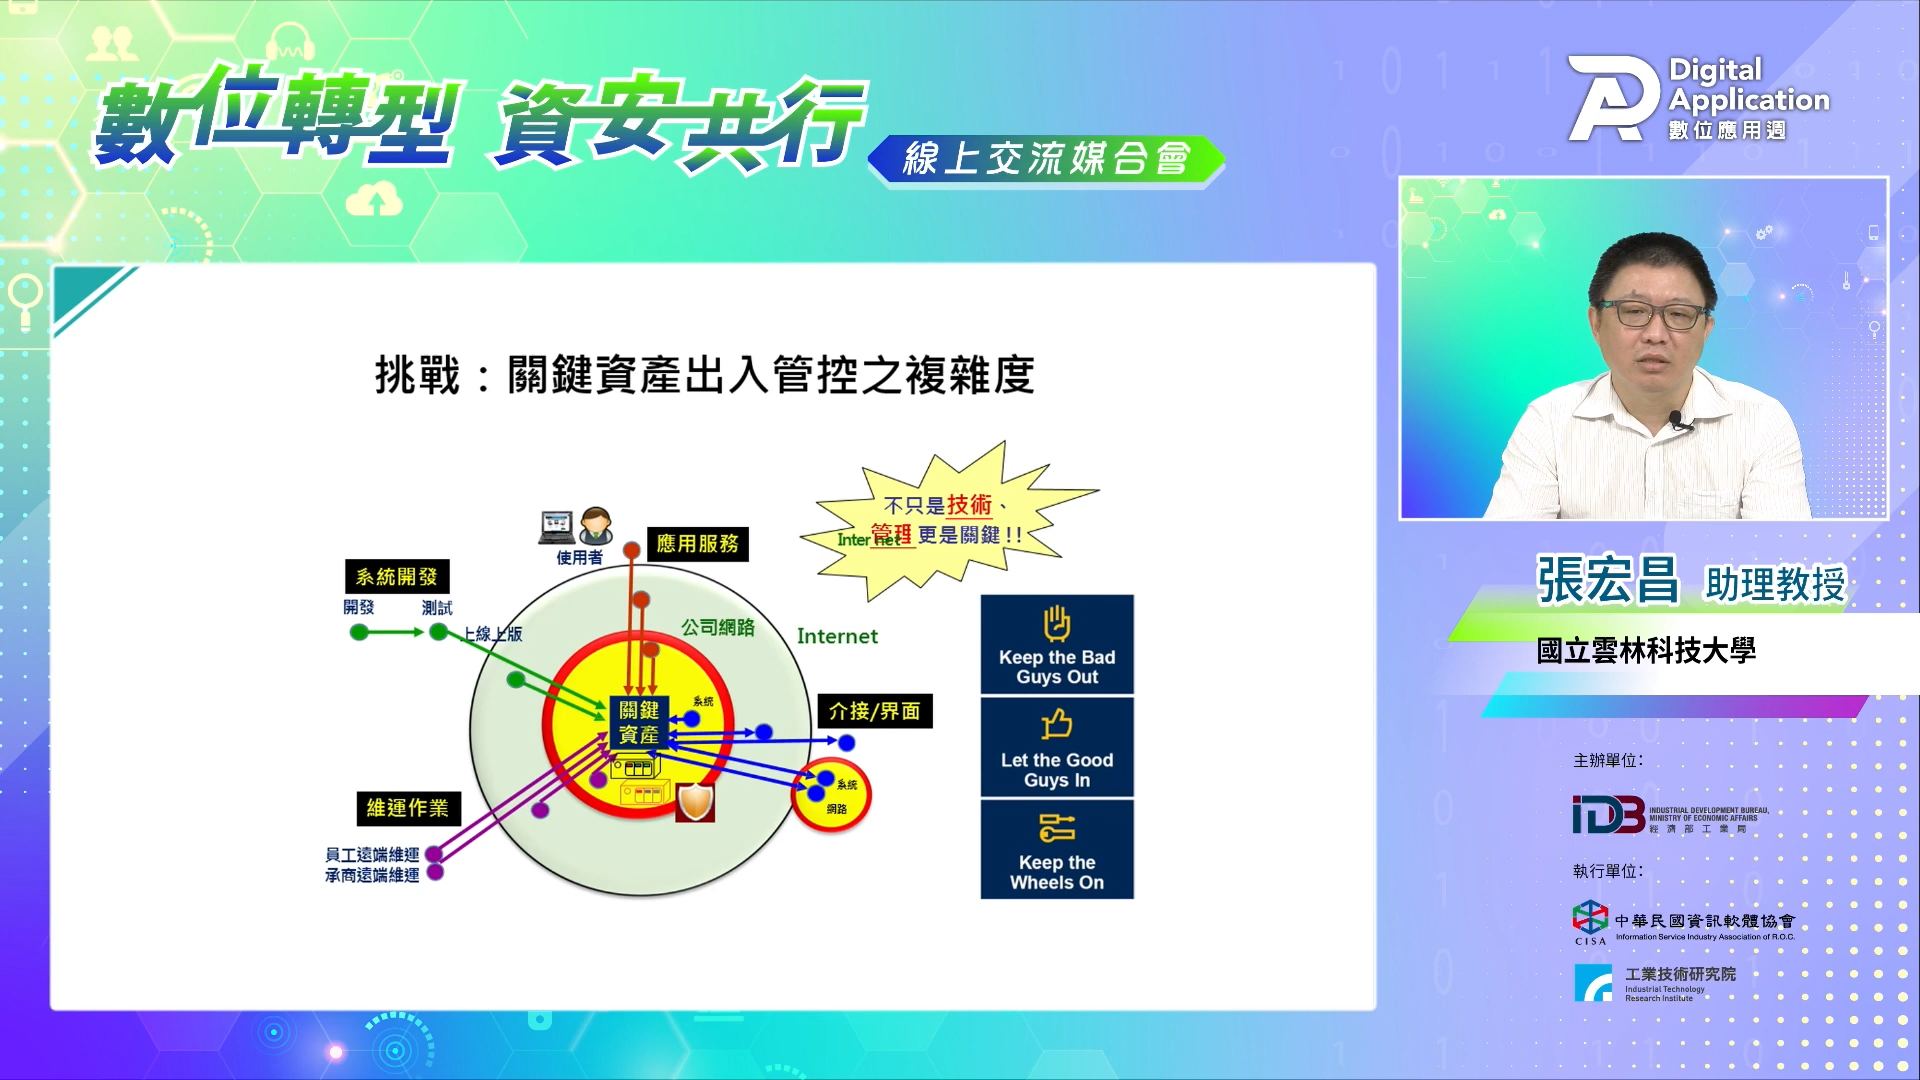 數位轉型 資安共行
線上交流媒合會
Digital
Application
數位應用週
挑戰：關鍵資產出入管控之複雜度
不只是技術、
管理更是關鍵!!
Internet
使用者
應用服務
系統開發
開發
測試
上線上版
公司網路
Internet
關鍵
資產
系統
介接/界面
系統
網路
維運作業
員工遠端維運
承商遠端維運
Keep the Bad
Guys Out
Let the Good
Guys In
Keep the
Wheels On
張宏昌 助理教授
國立雲林科技大學
主辦單位:
IDB
INDUSTRIAL DEVELOPMENT BUREAU,
MINISTRY OF ECONOMIC AFFAIRS
經濟部工業局
執行單位:
CISA
中華民國資訊軟體協會
Information Service Industry Association of R.O.C.
工業技術研究院
Industrial Technology
Research Institute